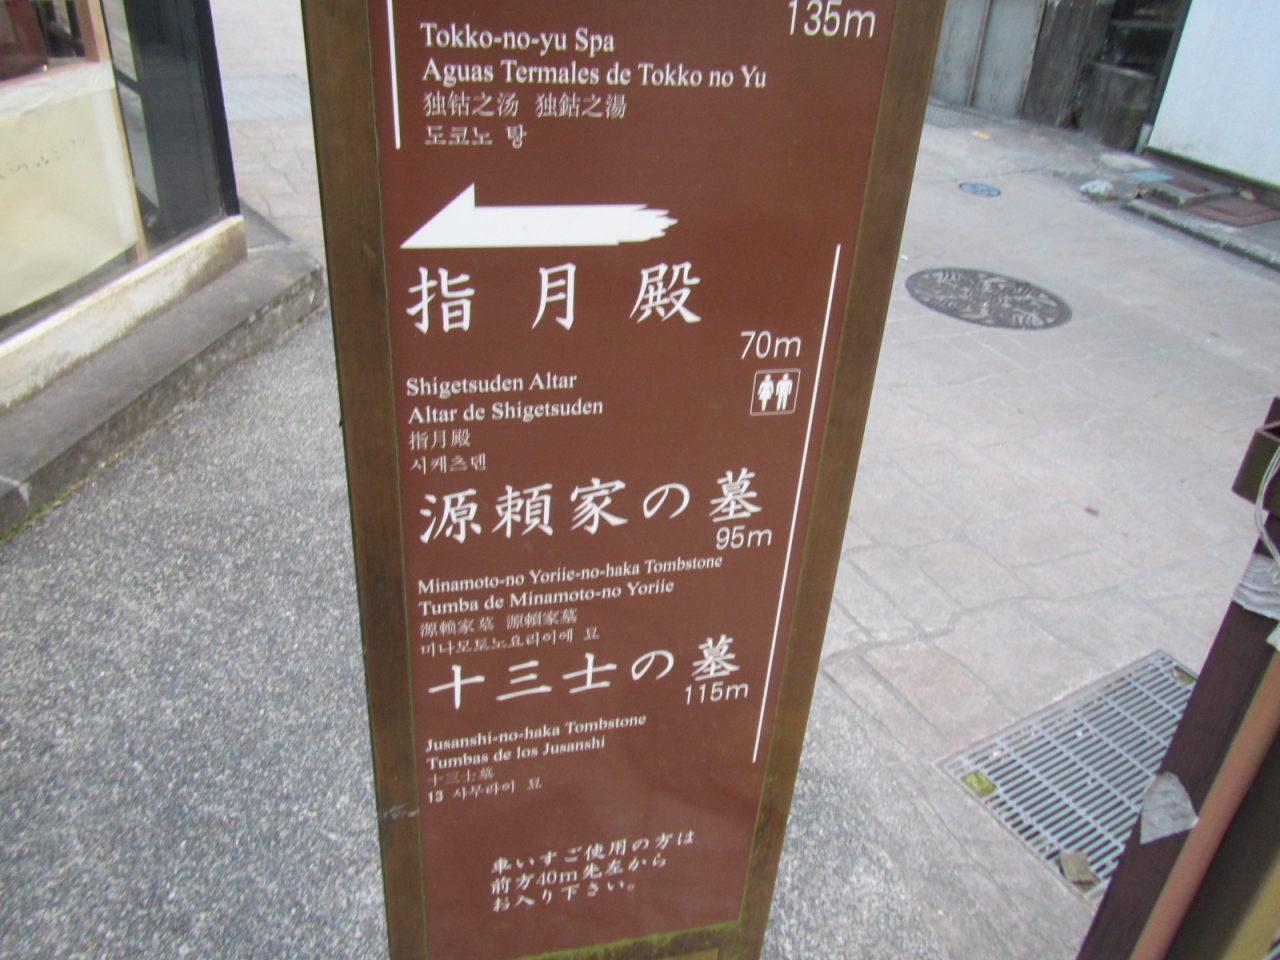 135m
Tokko-no-yu Spa
Aguas Termales de Tokko no Yu
独钴之汤 独鈷之湯
도코노 탕
指月殿
70m
Shigetsuden Altar
Altar de Shigetsuden
指月殿
시케츠덴
源頼家の墓
95m
Minamoto-no Yoriie-no-haka Tombstone
Tumba de Minamoto-no Yoriie
源赖家墓 源賴家墓
미나모토노요리이에 묘
十三士の墓
115m
Jusanshi-no-haka Tombstone
Tumbas de los Jusanshi
十三士墓
13 사무라이 묘
車いすご使用の方は
前方40m先左から
お入り下さい。